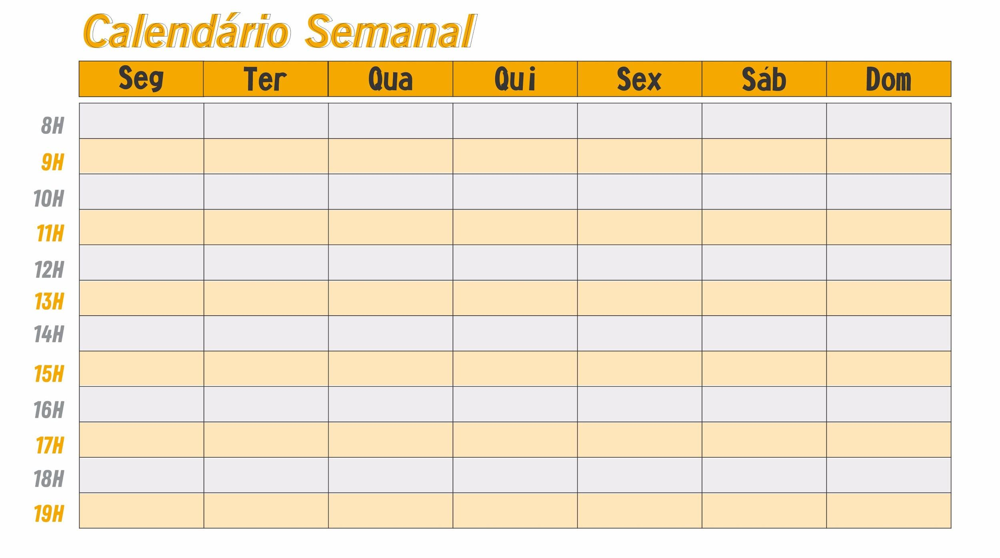 Calendário Semanal
Seg Ter Qua Qui Sex Sáb Dom
8H
9H
10H
11H
12H
13H
14H
15H
16H
17H
18H
19H